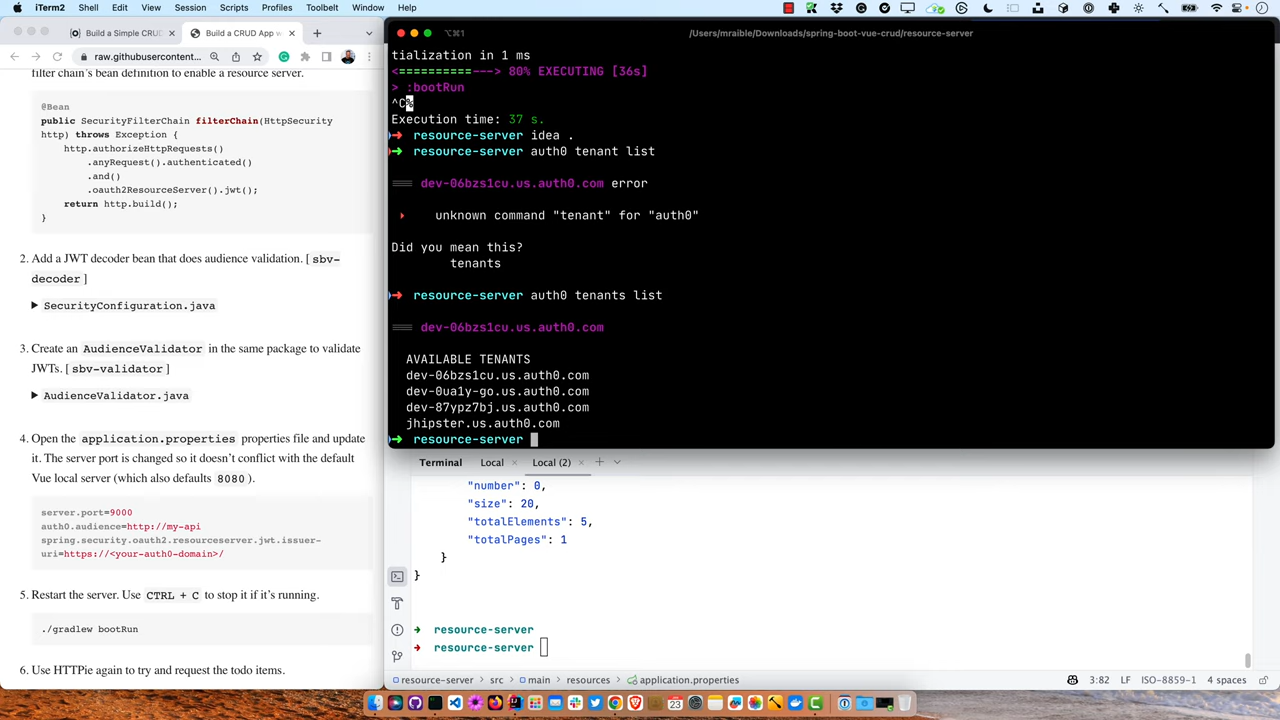 iTerm2 Shell Edit View Session Scripts Profiles Toolbelt Window Help
Build a Simple CRUD
Build a CRUD App w
raw.githubusercontent...
filter chain's bean definition to enable a resource server.
@Bean
public SecurityFilterChain filterChain(HttpSecurity
http) throws Exception {
http.authorizeHttpRequests()
.anyRequest().authenticated()
.and()
.oauth2ResourceServer().jwt();
return http.build();
}
2. Add a JWT decoder bean that does audience validation. [ sbv-
decoder ]
SecurityConfiguration.java
3. Create an AudienceValidator in the same package to validate
JWTs. [ sbv-validator ]
AudienceValidator.java
4. Open the application.properties properties file and update
it. The server port is changed so it doesn't conflict with the default
Vue local server (which also defaults 8080 ).
server.port=9000
auth0.audience=http://my-api
spring.security.oauth2.resourceserver.jwt.issuer-
uri=https://<your-auth0-domain>/
5. Restart the server. Use CTRL + C to stop it if it's running.
./gradlew bootRun
6. Use HTTPie again to try and request the todo items.
⌥⌘1
/Users/mraible/Downloads/spring-boot-vue-crud/resource-server
tialization in 1 ms
<==========---> 80% EXECUTING [36s]
> :bootRun
^C%
Execution time: 37 s.
➜ resource-server idea .
➜ resource-server auth0 tenant list
=== dev-06bzs1cu.us.auth0.com error
▸ unknown command "tenant" for "auth0"
Did you mean this?
tenants
➜ resource-server auth0 tenants list
=== dev-06bzs1cu.us.auth0.com
AVAILABLE TENANTS
dev-06bzs1cu.us.auth0.com
dev-0ua1y-go.us.auth0.com
dev-87ypz7bj.us.auth0.com
jhipster.us.auth0.com
➜ resource-server
Terminal Local Local (2)
"number": 0,
"size": 20,
"totalElements": 5,
"totalPages": 1
}
}
➜ resource-server
➜ resource-server
resource-server src main resources application.properties 3:82 LF ISO-8859-1 4 spaces